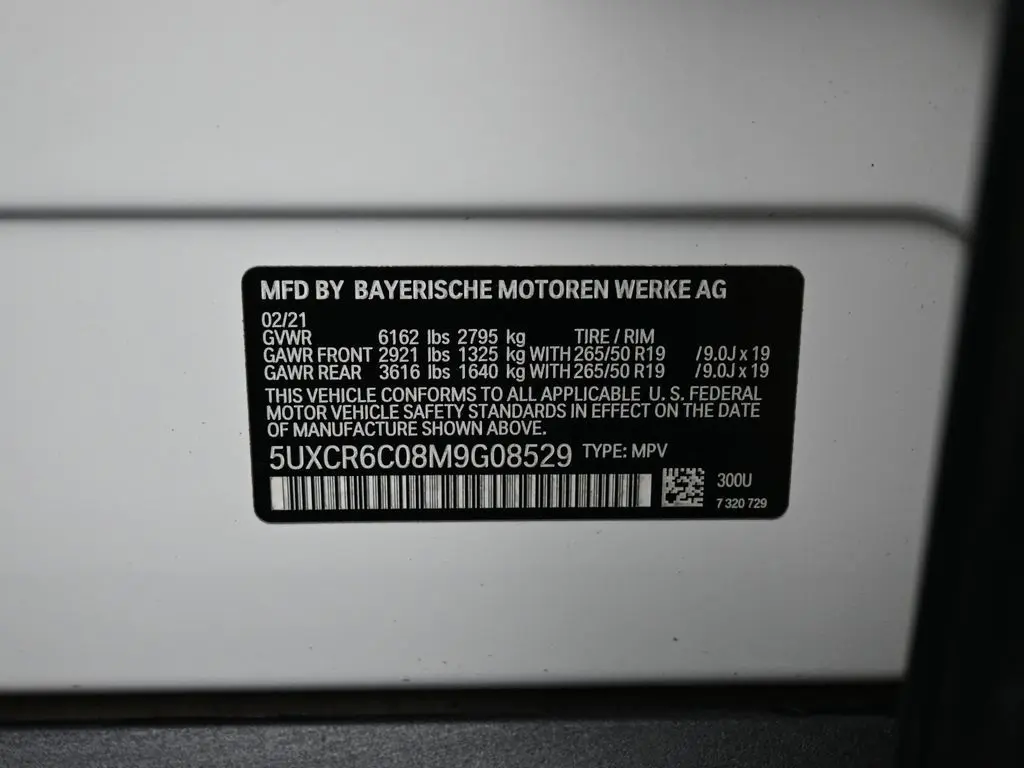 MFD BY BAYERISCHE MOTOREN WERKE AG
02/21
GVWR 6162 lbs 2795 kg TIRE / RIM
GAWR FRONT 2921 lbs 1325 kg WITH 265/50 R19 /9.0J x 19
GAWR REAR 3616 lbs 1640 kg WITH 265/50 R19 /9.0J x 19
THIS VEHICLE CONFORMS TO ALL APPLICABLE U. S. FEDERAL
MOTOR VEHICLE SAFETY STANDARDS IN EFFECT ON THE DATE
OF MANUFACTURE SHOWN ABOVE.
5UXCR6C08M9G08529 TYPE: MPV
300U
7 320 729